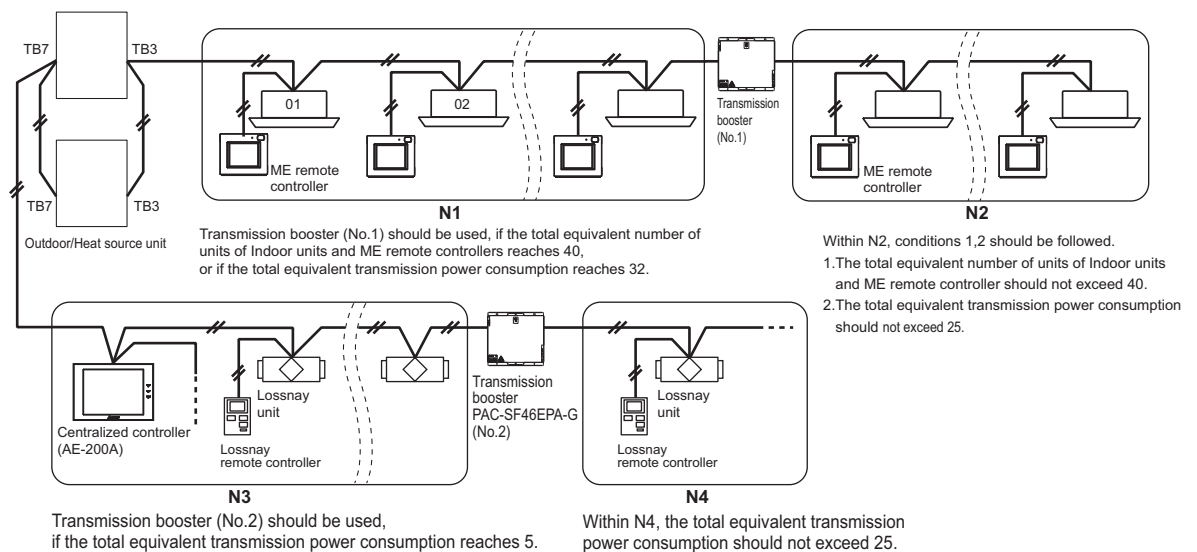 TB7
TB3
TB7
TB3
Outdoor/Heat source unit
01
02
ME remote
controller
N1
Transmission
booster
(No.1)
ME remote
controller
N2
Transmission booster (No.1) should be used, if the total equivalent number of
units of Indoor units and ME remote controllers reaches 40,
or if the total equivalent transmission power consumption reaches 32.
Within N2, conditions 1,2 should be followed.
1.The total equivalent number of units of Indoor units
and ME remote controller should not exceed 40.
2.The total equivalent transmission power consumption
should not exceed 25.
Centralized controller
(AE-200A)
Lossnay
unit
Lossnay
remote controller
N3
Transmission
booster
PAC-SF46EPA-G
(No.2)
Lossnay
unit
Lossnay
remote controller
N4
Transmission booster (No.2) should be used,
if the total equivalent transmission power consumption reaches 5.
Within N4, the total equivalent transmission
power consumption should not exceed 25.